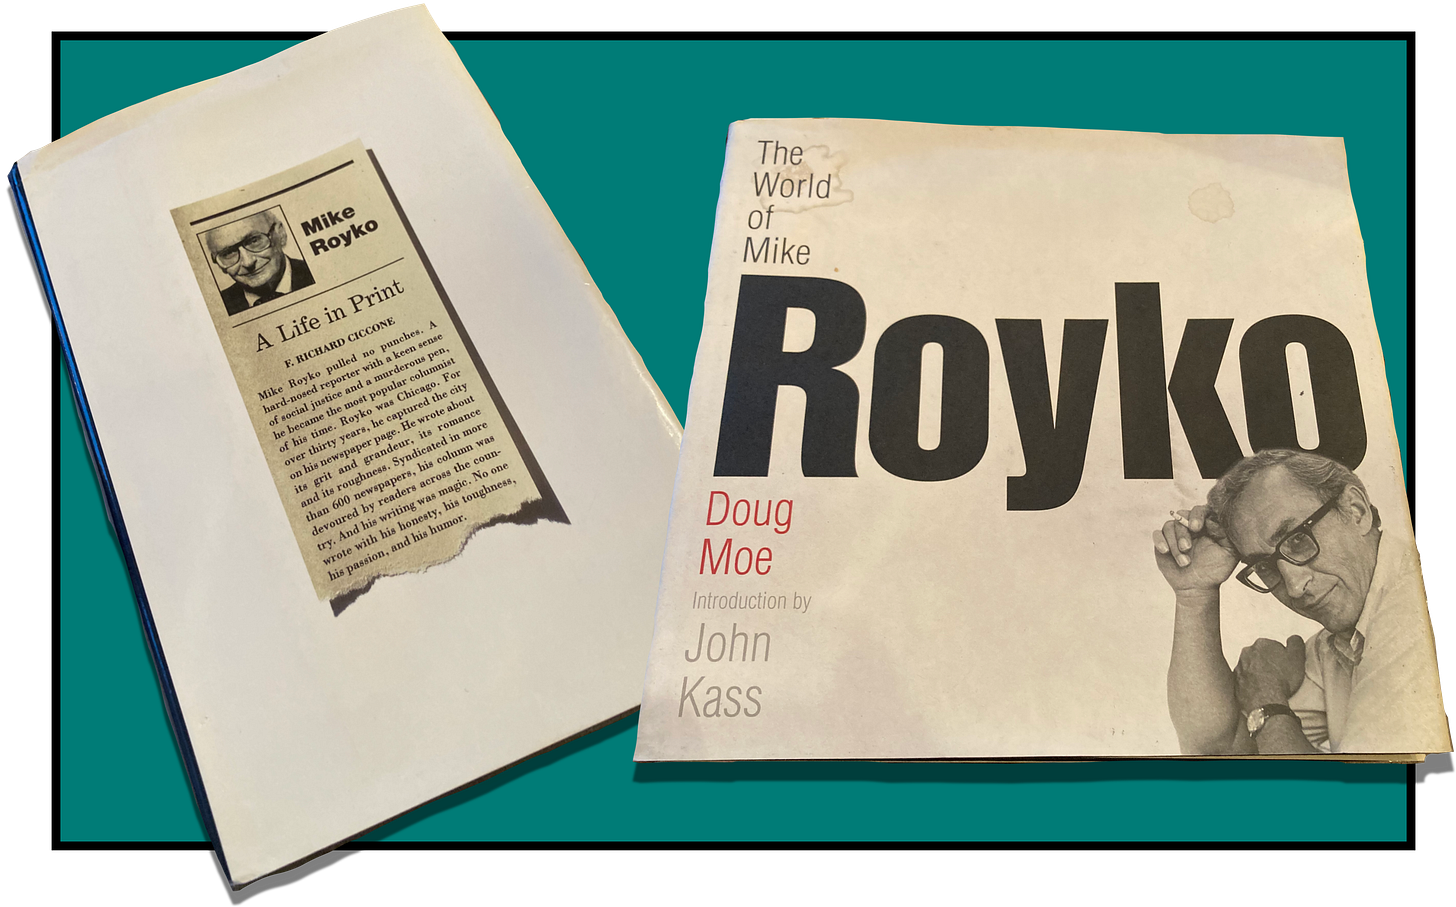 Mike
Royko
A Life in Print
F. RICHARD CICCONE
Mike Royko pulled no punches. A
hard-nosed reporter with a keen sense
of social justice and a murderous pen,
he became the most popular columnist
of his time. Royko was Chicago. For
over thirty years, he captured the city
on his newspaper page. He wrote about
its grit and grandeur, its romance
and its roughness. Syndicated in more
than 600 newspapers, his column was
devoured by readers across the coun-
try. And his writing was magic. No one
wrote with his honesty, his toughness,
his passion, and his humor.
The
World
of
Mike
Royko
Doug
Moe
Introduction by
John
Kass